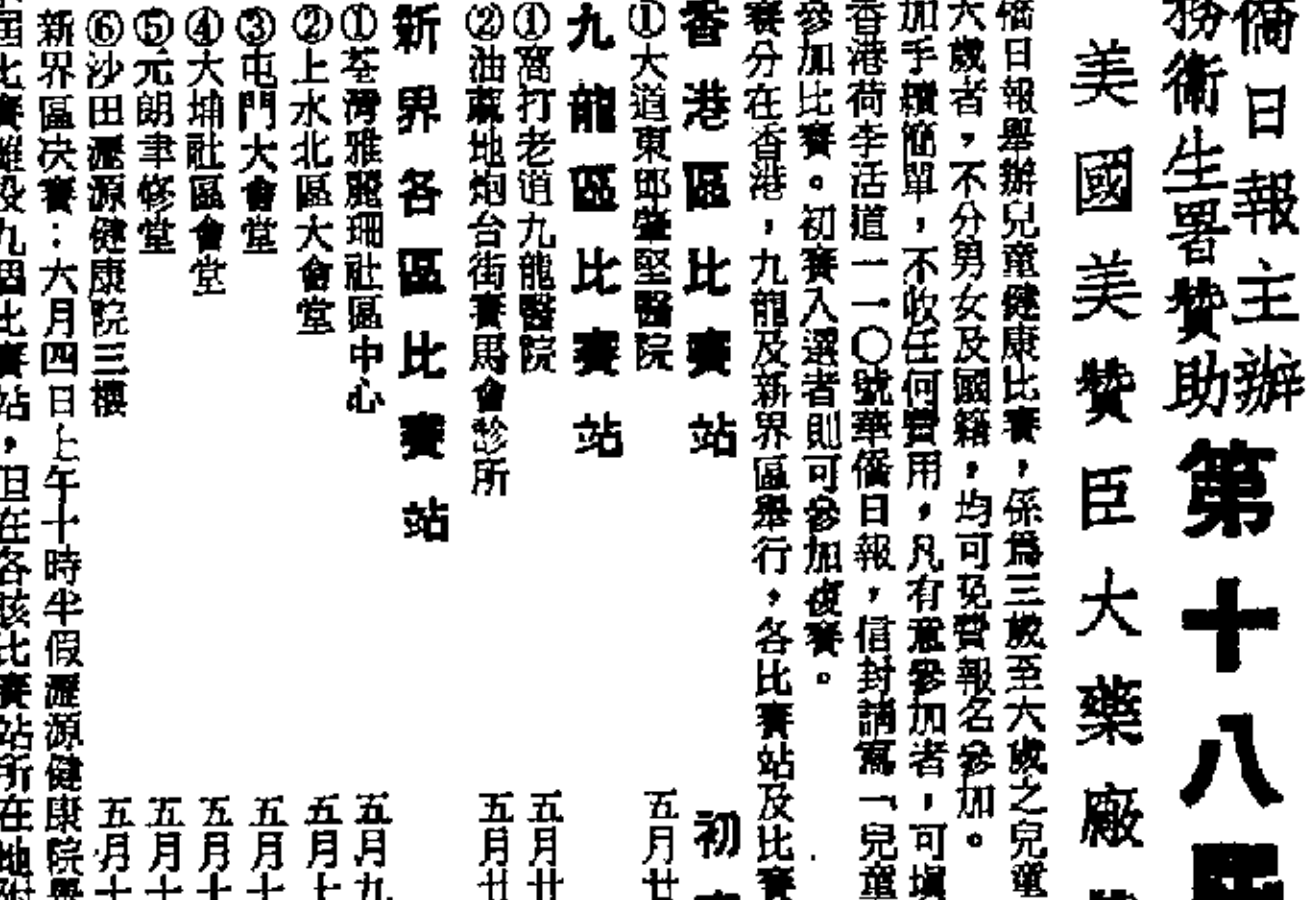 僑日報主辦
務衛生署贊助
第十八屆
美國美贊臣大藥廠
僑日報舉辦兒童健康比賽，係爲三歲至六歲之兒童
六歲者，不分男女及國籍，均可免費報名參加。
加手續簡單，不收任何費用，凡有意參加者，可塡
香港荷李活道一一〇號華僑日報，信封請寫「兒童
參加比賽。初賽入選者則可參加復賽。
賽分在香港，九龍及新界區舉行，各比賽站及比賽
香港區比賽站 初
①大道東鄧肇堅醫院 五月廿
九龍區比賽站
①窩打老道九龍醫院 五月廿
②油蔴地炮台街賽馬會診所 五月廿
新界各區比賽站
①荃灣雅麗珊社區中心 五月九
②上水北區大會堂 五月十
③屯門大會堂 五月十
④大埔社區會堂 五月十
⑤元朗聿修堂 五月十
⑥沙田瀝源健康院三樓 五月十
新界區決賽：六月四日上午十時半假瀝源健康院舉
屆比賽雖設九個比賽站，但在各該比賽站所在地附